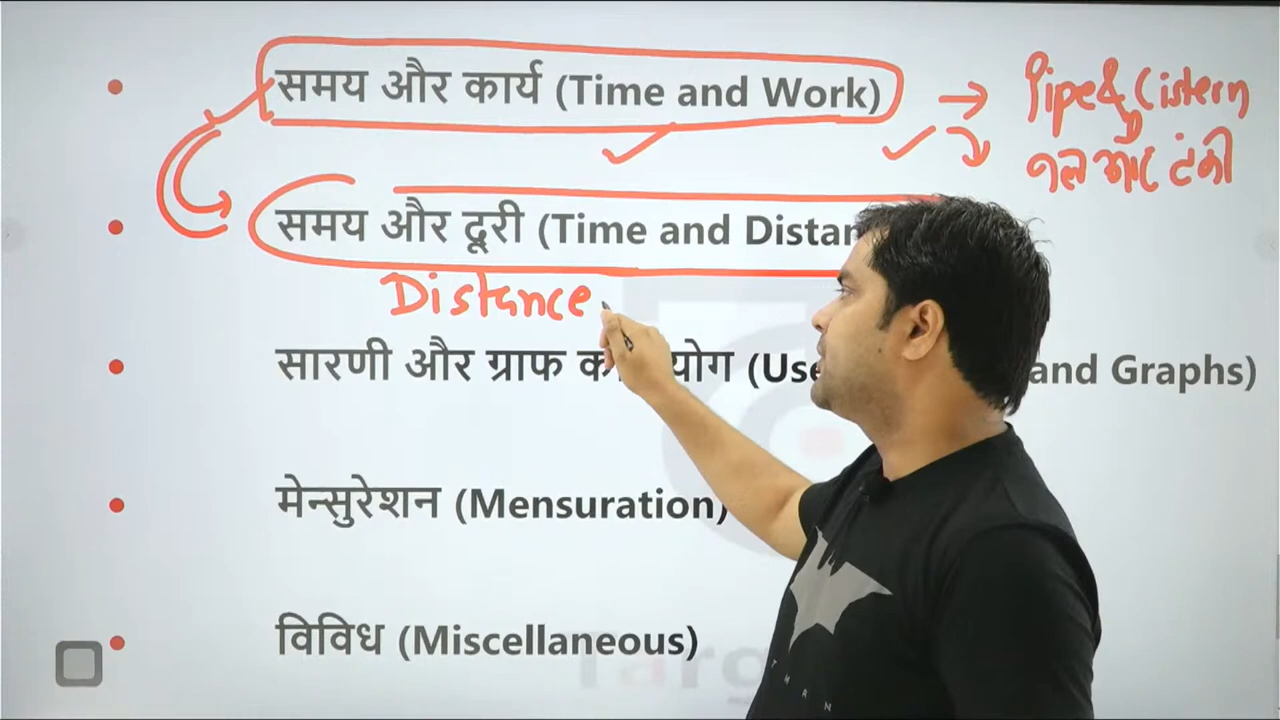 समय और कार्य (Time and Work) → Pipe & Cistern
नल और टंकी
समय और दूरी (Time and Distan
Distance
सारणी और ग्राफ का योग (Use and Graphs)
मेन्सुरेशन (Mensuration)
विविध (Miscellaneous)
Targ